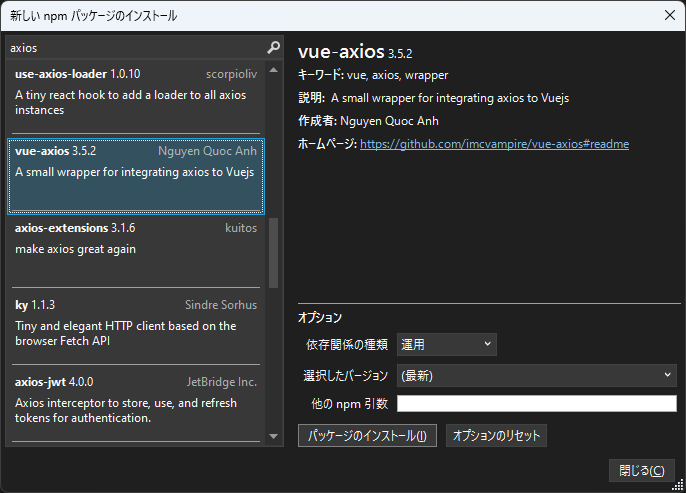 新しい npm パッケージのインストール
axios
use-axios-loader 1.0.10 scorpioliv
A tiny react hook to add a loader to all axios
instances
vue-axios 3.5.2 Nguyen Quoc Anh
A small wrapper for integrating axios to Vuejs
axios-extensions 3.1.6 kuitos
make axios great again
ky 1.1.3 Sindre Sorhus
Tiny and elegant HTTP client based on the
browser Fetch API
axios-jwt 4.0.0 JetBridge Inc.
Axios interceptor to store, use, and refresh
tokens for authentication.
vue-axios 3.5.2
キーワード: vue, axios, wrapper
説明: A small wrapper for integrating axios to Vuejs
作成者: Nguyen Quoc Anh
ホームページ: https://github.com/imcvampire/vue-axios#readme
オプション
依存関係の種類 運用
選択したバージョン (最新)
他の npm 引数
パッケージのインストール(I) オプションのリセット
閉じる(C)